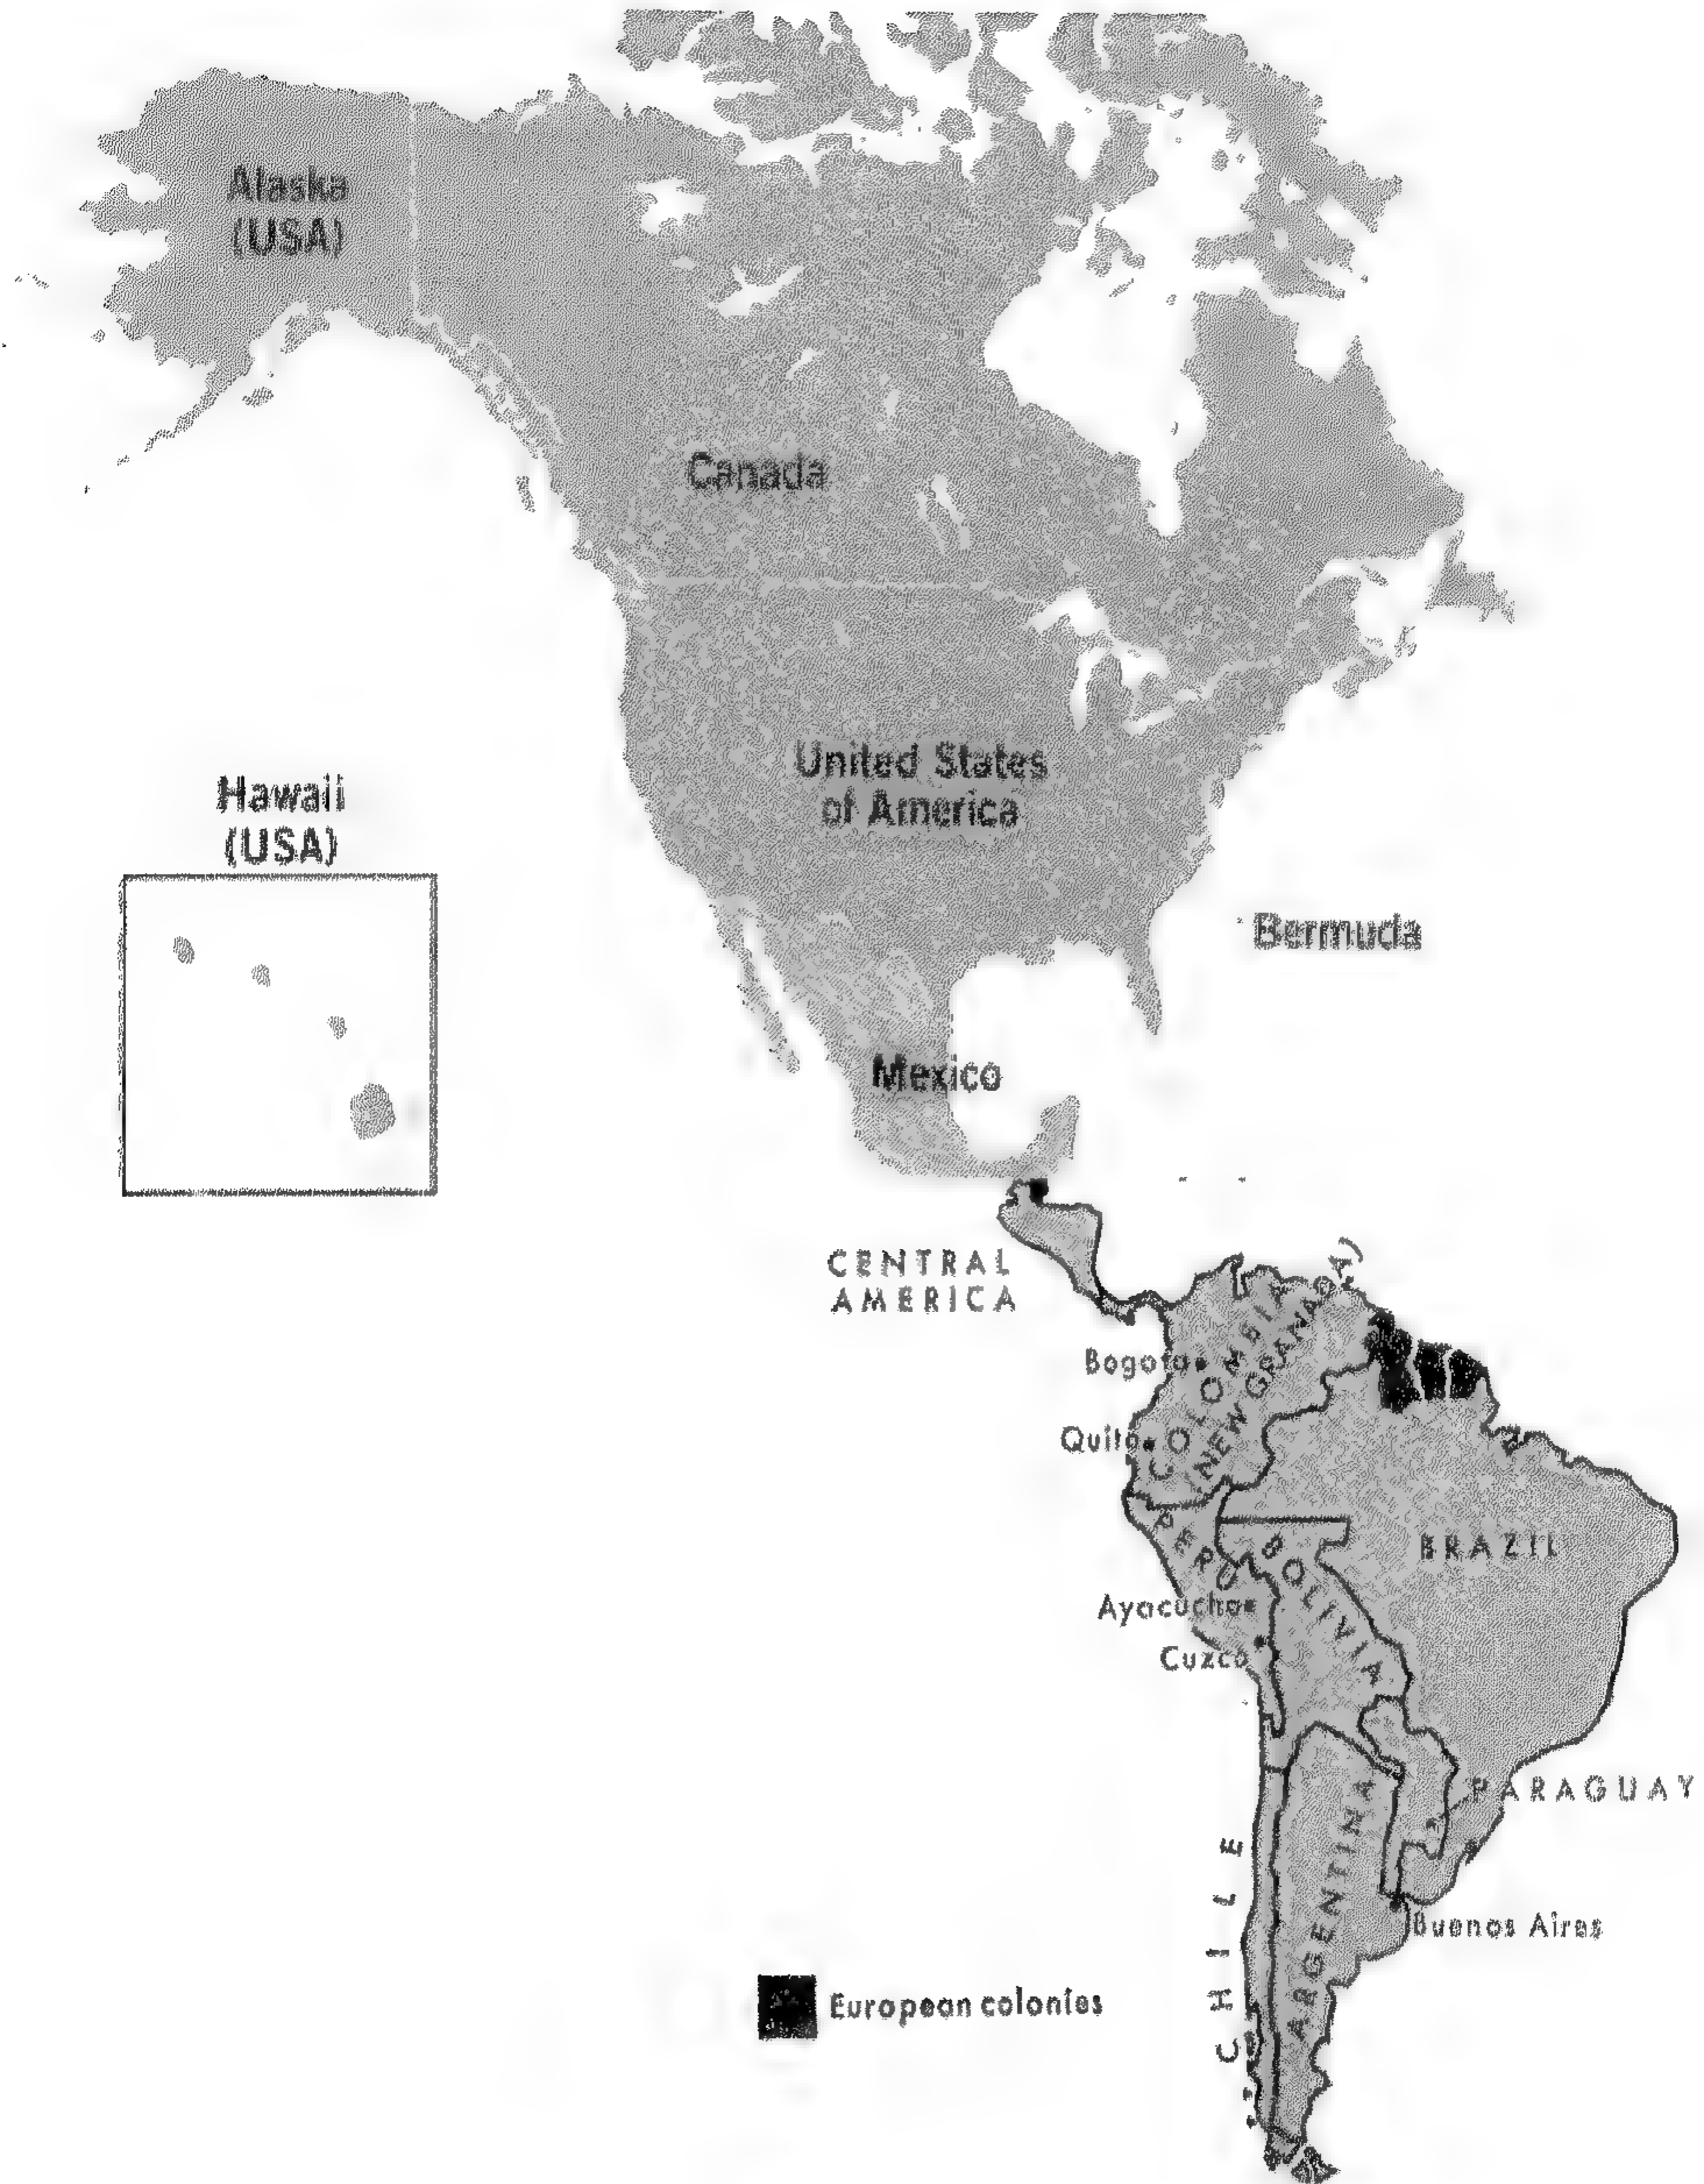 Alaska
(USA)
Canada
United States
of America
Hawaii
(USA)
Bermuda
Mexico
CENTRAL
AMERICA
COLOMBIA
(NEW GRANADA)
Bogota
Quito
PERU
BOLIVIA
BRAZIL
Ayacucho
Cuzco
PARAGUAY
CHILE
ARGENTINA
Buenos Aires
European colonies